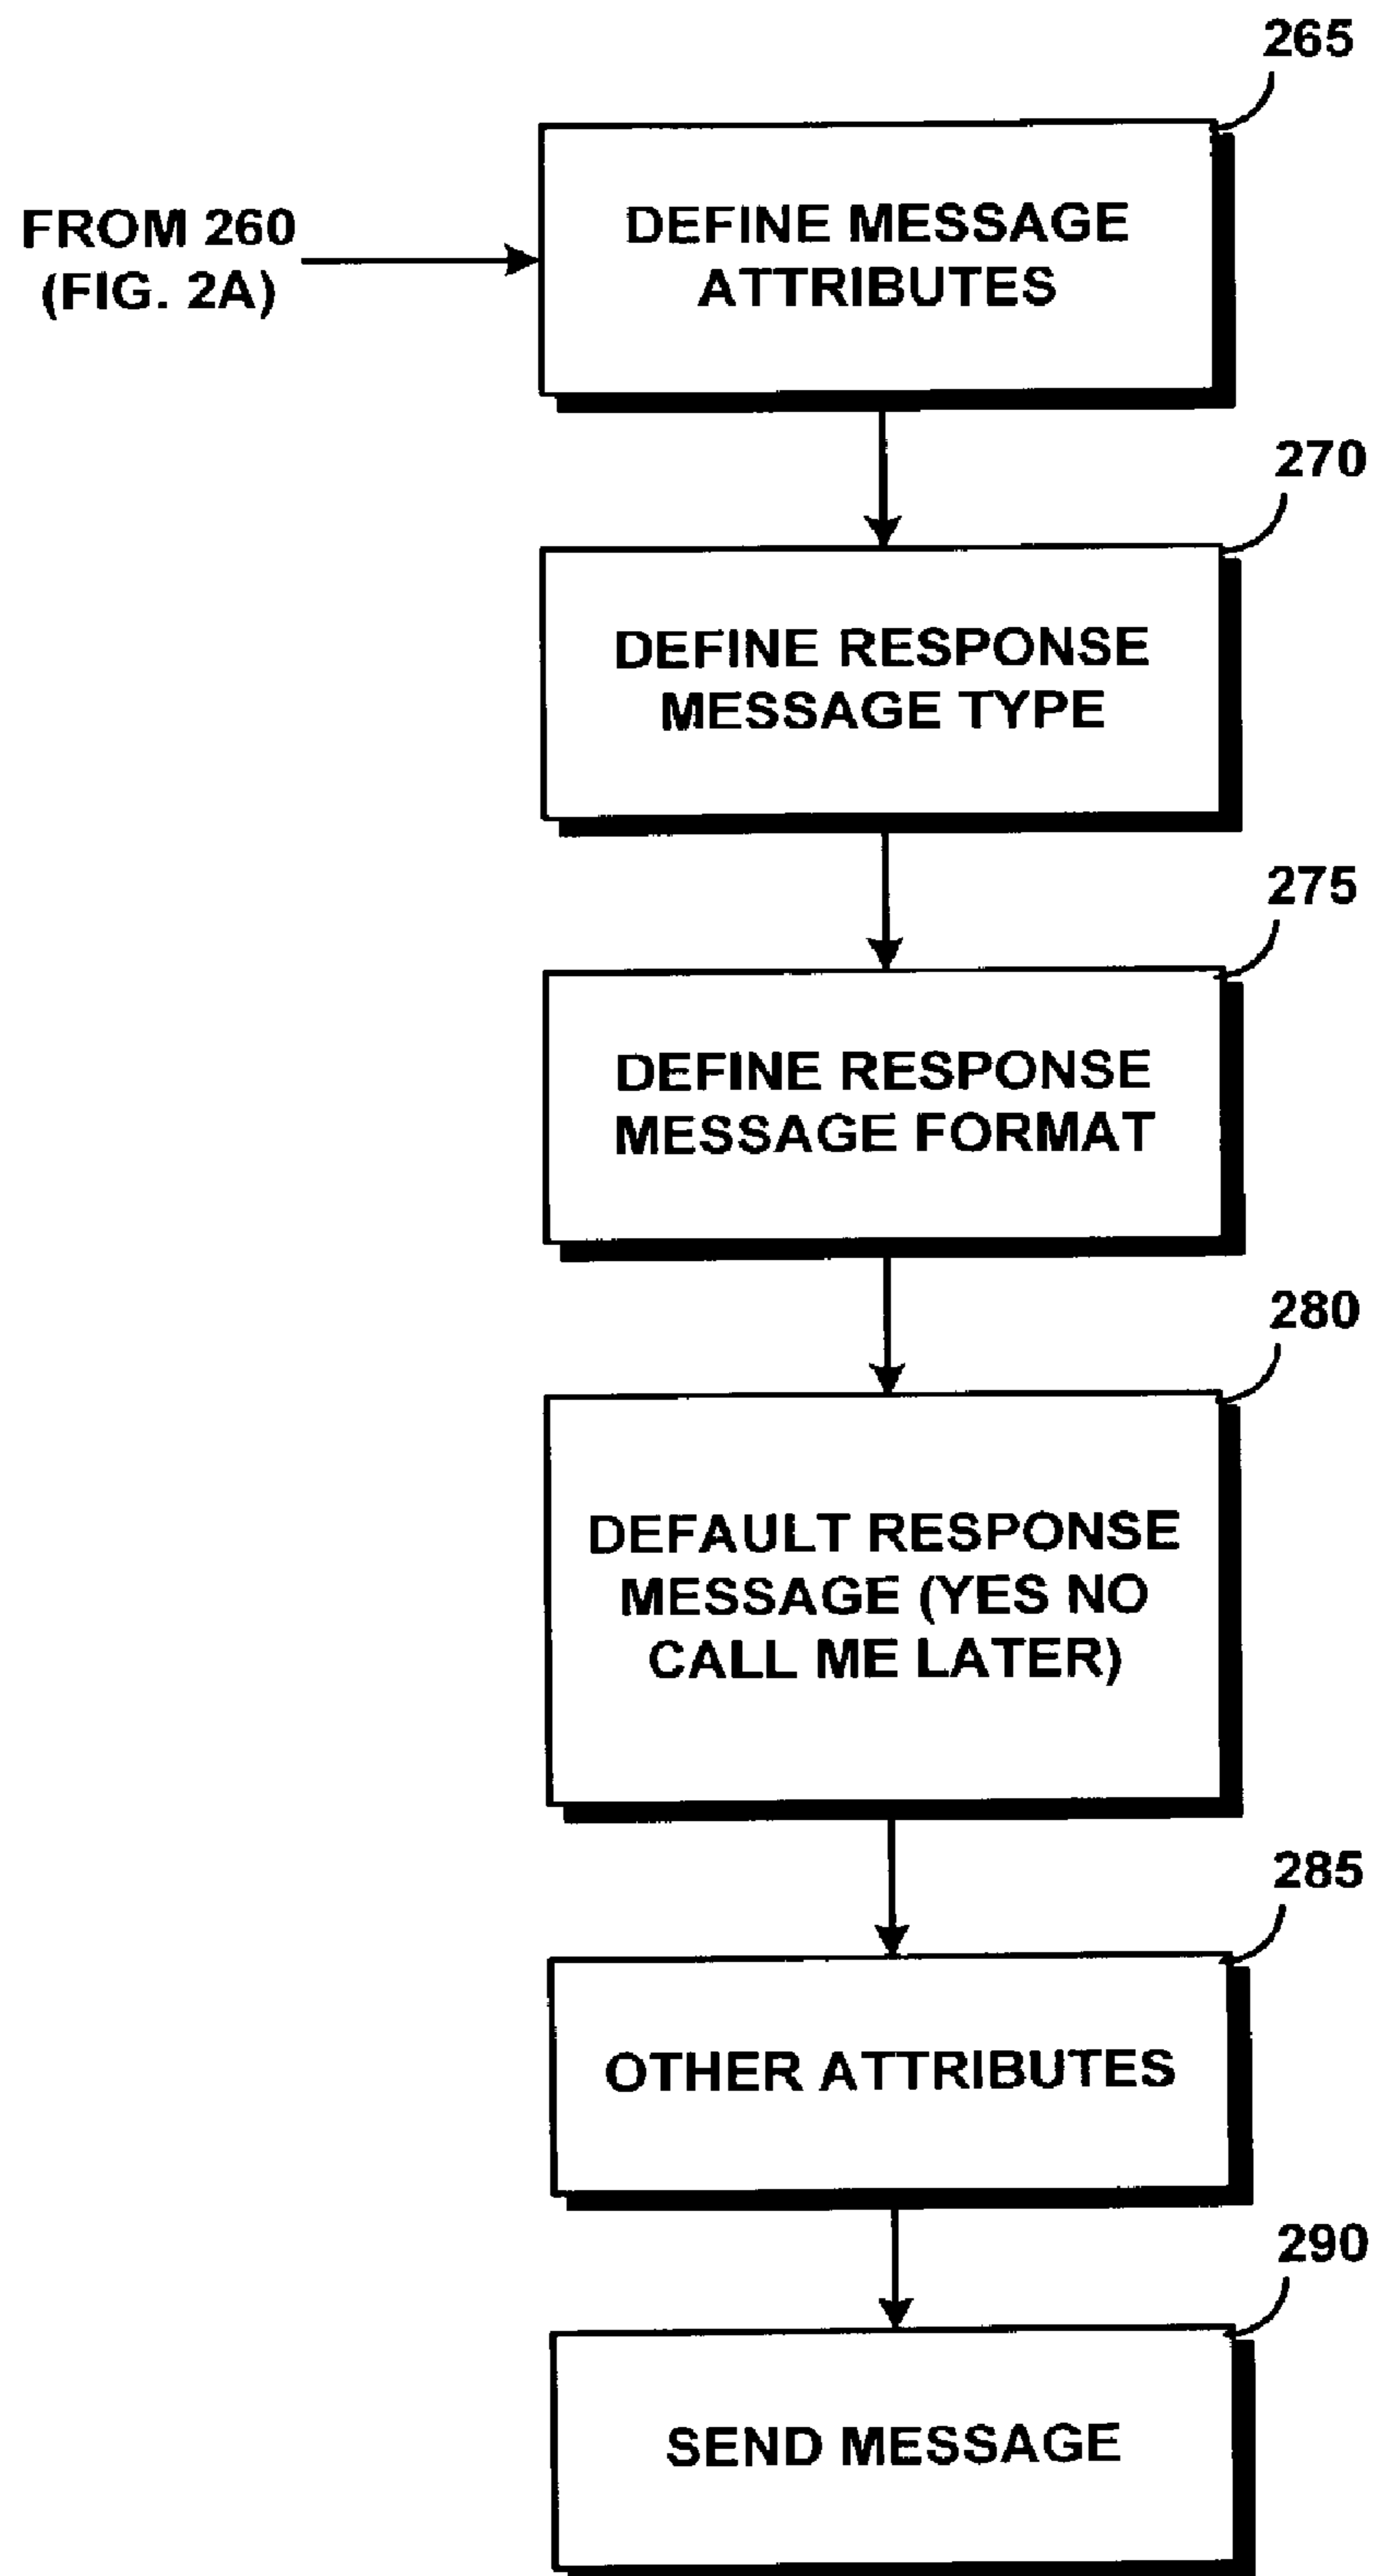 265
FROM 260
(FIG. 2A)
DEFINE MESSAGE
ATTRIBUTES
270
DEFINE RESPONSE
MESSAGE TYPE
275
DEFINE RESPONSE
MESSAGE FORMAT
280
DEFAULT RESPONSE
MESSAGE (YES NO
CALL ME LATER)
285
OTHER ATTRIBUTES
290
SEND MESSAGE